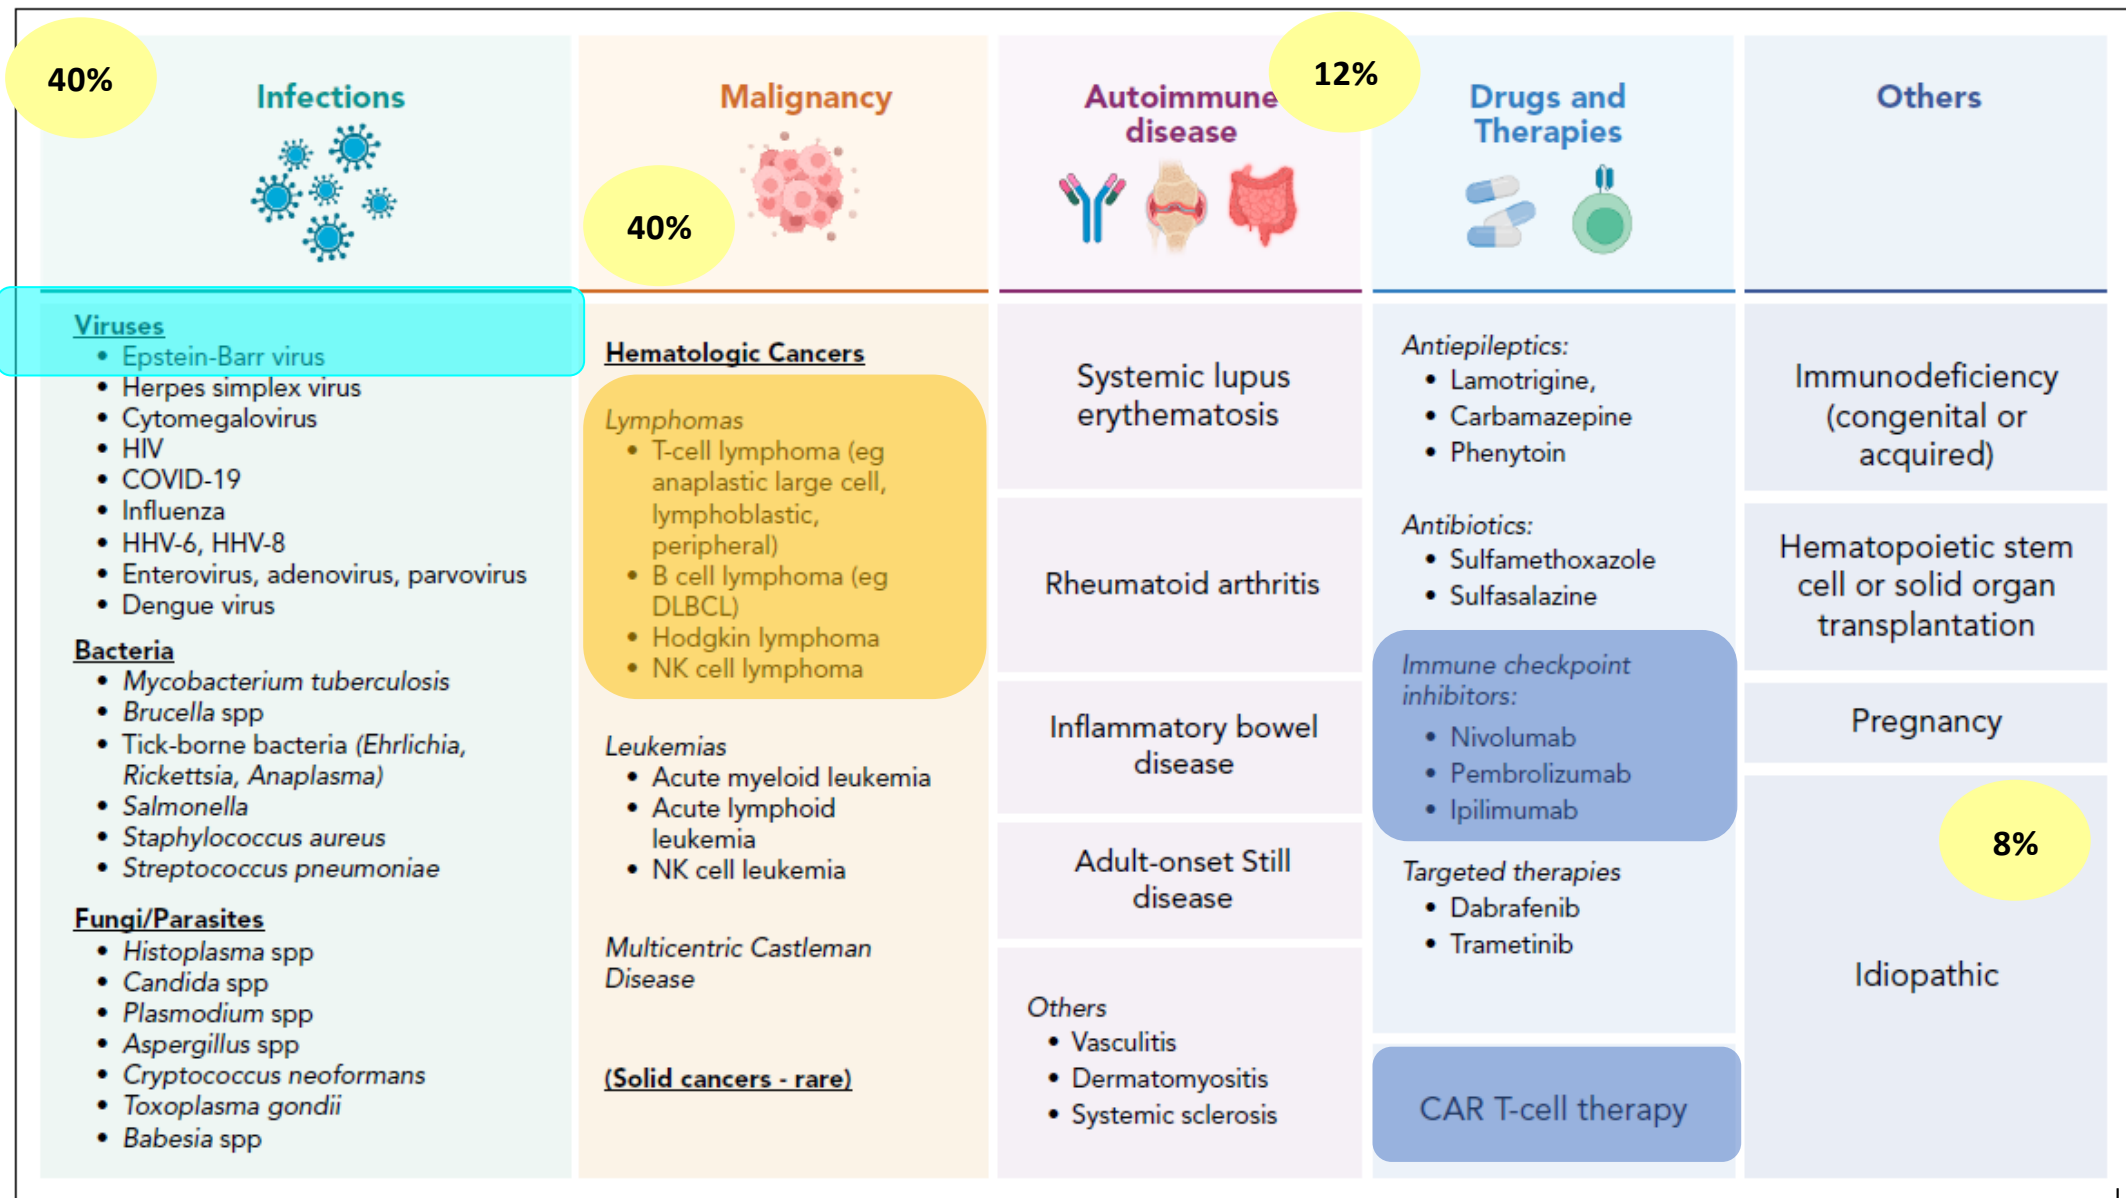 40%
Infections
Viruses
• Epstein-Barr virus
• Herpes simplex virus
• Cytomegalovirus
• HIV
• COVID-19
• Influenza
• HHV-6, HHV-8
• Enterovirus, adenovirus, parvovirus
• Dengue virus
Bacteria
• Mycobacterium tuberculosis
• Brucella spp
• Tick-borne bacteria (Ehrlichia,
Rickettsia, Anaplasma)
• Salmonella
• Staphylococcus aureus
• Streptococcus pneumoniae
Fungi/Parasites
• Histoplasma spp
• Candida spp
• Plasmodium spp
• Aspergillus spp
• Cryptococcus neoformans
• Toxoplasma gondii
• Babesia spp
Malignancy
40%
Hematologic Cancers
Lymphomas
• T-cell lymphoma (eg
anaplastic large cell,
lymphoblastic,
peripheral)
• B cell lymphoma (eg
DLBCL)
• Hodgkin lymphoma
• NK cell lymphoma
Leukemias
• Acute myeloid leukemia
• Acute lymphoid
leukemia
• NK cell leukemia
Multicentric Castleman
Disease
(Solid cancers - rare)
12%
Autoimmune
disease
Systemic lupus
erythematosis
Rheumatoid arthritis
Inflammatory bowel
disease
Adult-onset Still
disease
Others
• Vasculitis
• Dermatomyositis
• Systemic sclerosis
Drugs and
Therapies
Antiepileptics:
• Lamotrigine,
• Carbamazepine
• Phenytoin
Antibiotics:
• Sulfamethoxazole
• Sulfasalazine
Immune checkpoint
inhibitors:
• Nivolumab
• Pembrolizumab
• Ipilimumab
Targeted therapies
• Dabrafenib
• Trametinib
CAR T-cell therapy
Others
Immunodeficiency
(congenital or
acquired)
Hematopoietic stem
cell or solid organ
transplantation
Pregnancy
8%
Idiopathic